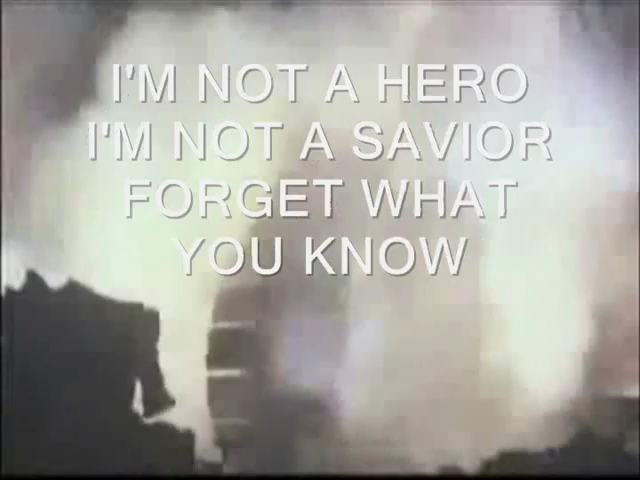 I'M NOT A HERO
I'M NOT A SAVIOR
FORGET WHAT
YOU KNOW